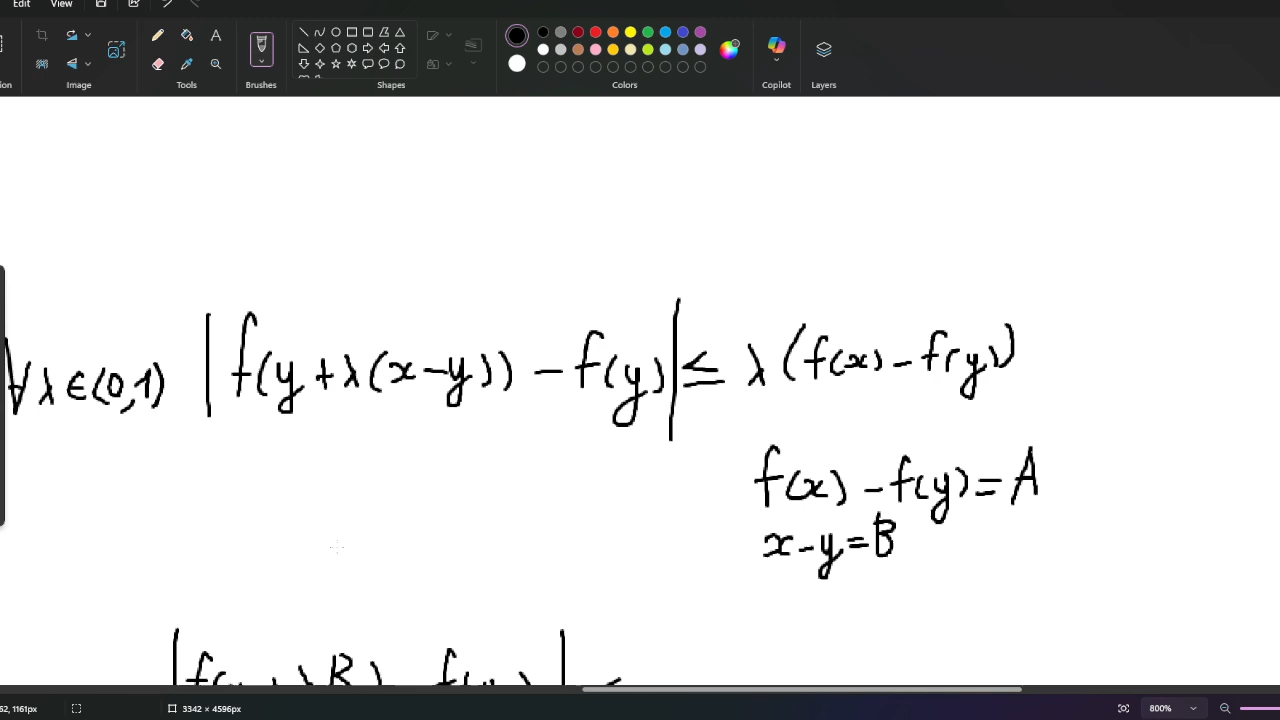 Edit View
Image Tools Brushes Shapes Colors Copilot Layers
∀λ∈(0,1) |f(y+λ(x-y)) - f(y)| ≤ λ(f(x) - f(y))
f(x) - f(y) = A
x - y = B
3342 × 4596px 800%